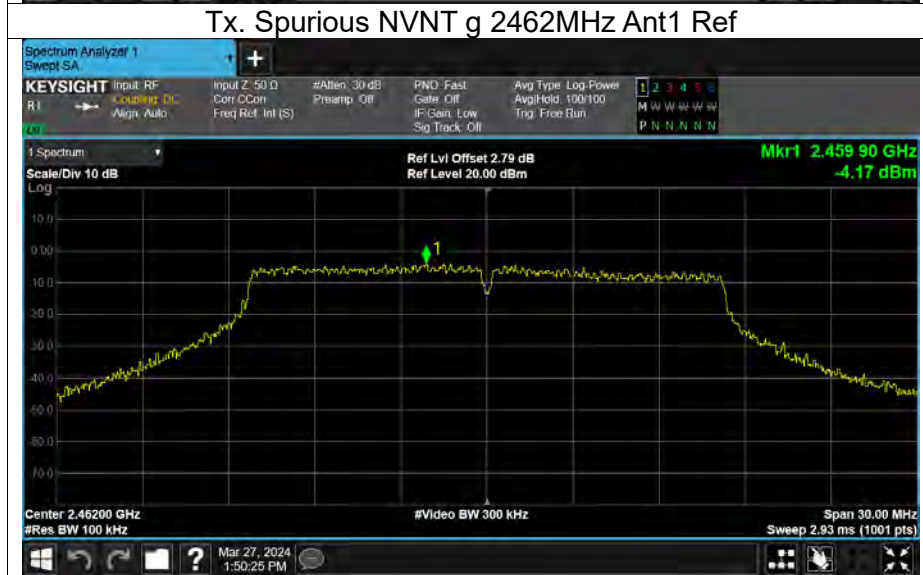 Tx. Spurious NVNT g 2462MHz Ant1 Ref
Spectrum Analyzer 1
Swept SA
+
KEYSIGHT Input: RF Input Z: 50 Ω #Atten: 30 dB PNO: Fast Avg Type: Log-Power 1 2 3 4 5 6
R L Coupling: DC Corr CCorr Preamp: Off Gate: Off Avg|Hold: 100/100 M W W W W W
Align: Auto Freq Ref: Int (S) IF Gain: Low Trig: Free Run
Sig Track: Off P N N N N N
1 Spectrum Ref Lvl Offset 2.79 dB Mkr1 2.459 90 GHz
Scale/Div 10 dB Ref Level 20.00 dBm -4.17 dBm
Log
10.0
0.00
1
-10.0
-20.0
-30.0
-40.0
-50.0
-60.0
-70.0
Center 2.46200 GHz #Video BW 300 kHz Span 30.00 MHz
#Res BW 100 kHz Sweep 2.93 ms (1001 pts)
? Mar 27, 2024
1:50:25 PM